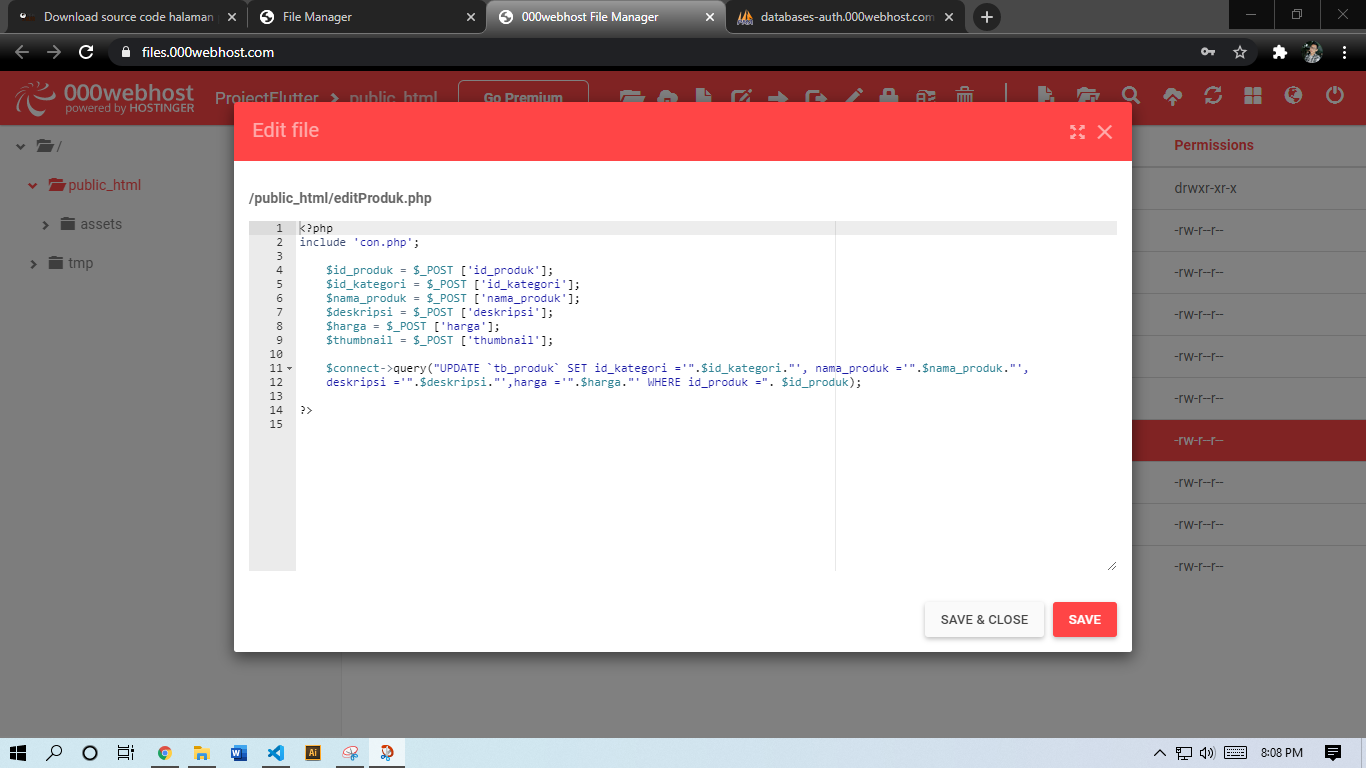 Download source code halaman
File Manager
000webhost File Manager
databases-auth.000webhost.com
files.000webhost.com
000webhost
powered by HOSTINGER
ProjectFlutter > public_html
Go Premium
Edit file
/
public_html
assets
tmp
Permissions
drwxr-xr-x
-rw-r--r--
-rw-r--r--
-rw-r--r--
-rw-r--r--
-rw-r--r--
-rw-r--r--
-rw-r--r--
-rw-r--r--
-rw-r--r--
/public_html/editProduk.php
1 <?php
2 include 'con.php';
3
4 $id_produk = $_POST ['id_produk'];
5 $id_kategori = $_POST ['id_kategori'];
6 $nama_produk = $_POST ['nama_produk'];
7 $deskripsi = $_POST ['deskripsi'];
8 $harga = $_POST ['harga'];
9 $thumbnail = $_POST ['thumbnail'];
10
11 $connect->query("UPDATE `tb_produk` SET id_kategori ='".$id_kategori."', nama_produk ='".$nama_produk."',
12 deskripsi ='".$deskripsi."',harga ='".$harga."' WHERE id_produk =". $id_produk);
13
14 ?>
15
SAVE & CLOSE
SAVE
8:08 PM